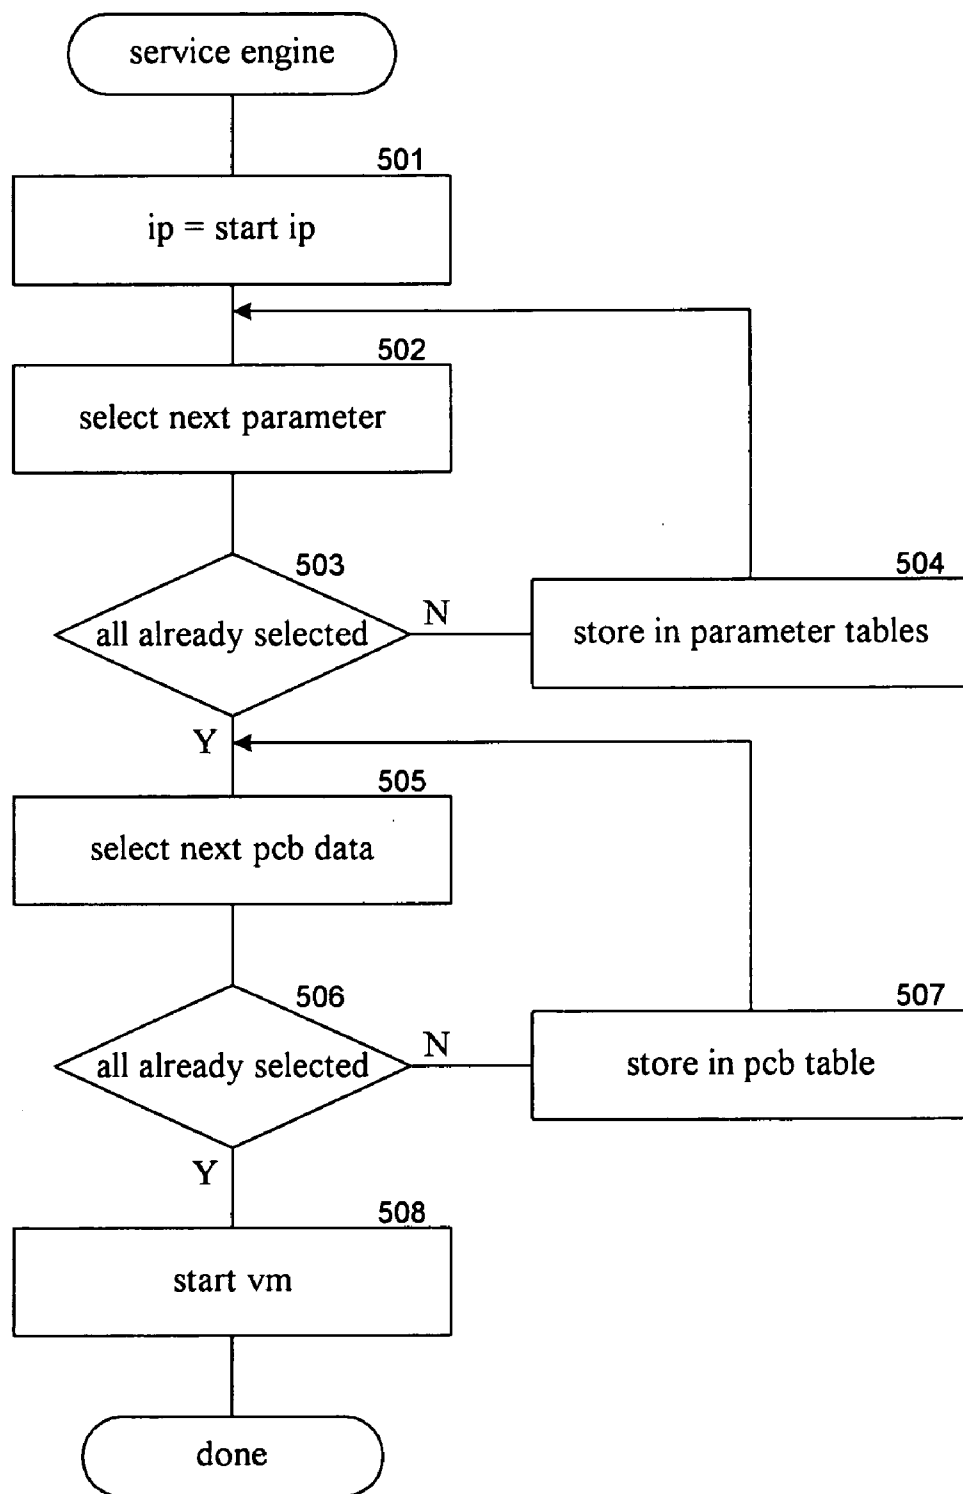 service engine
501
ip = start ip
502
select next parameter
503
all already selected
N
504
store in parameter tables
Y
505
select next pcb data
506
all already selected
N
507
store in pcb table
Y
508
start vm
done